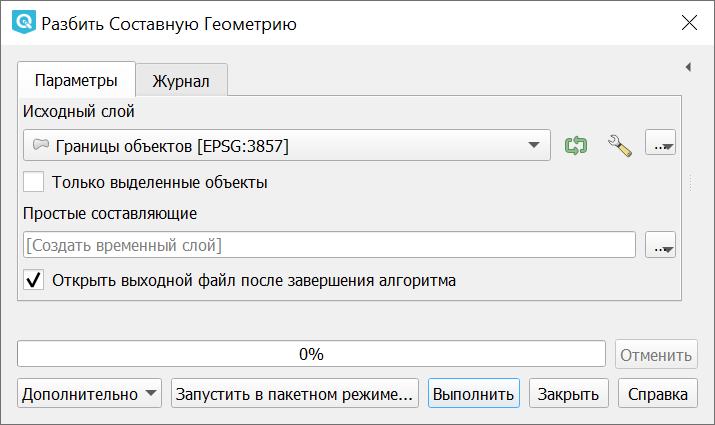 Разбить Составную Геометрию
Параметры Журнал
Исходный слой
Границы объектов [EPSG:3857]
...
Только выделенные объекты
Простые составляющие
[Создать временный слой]
...
Открыть выходной файл после завершения алгоритма
0%
Отменить
Дополнительно Запустить в пакетном режиме... Выполнить Закрыть Справка